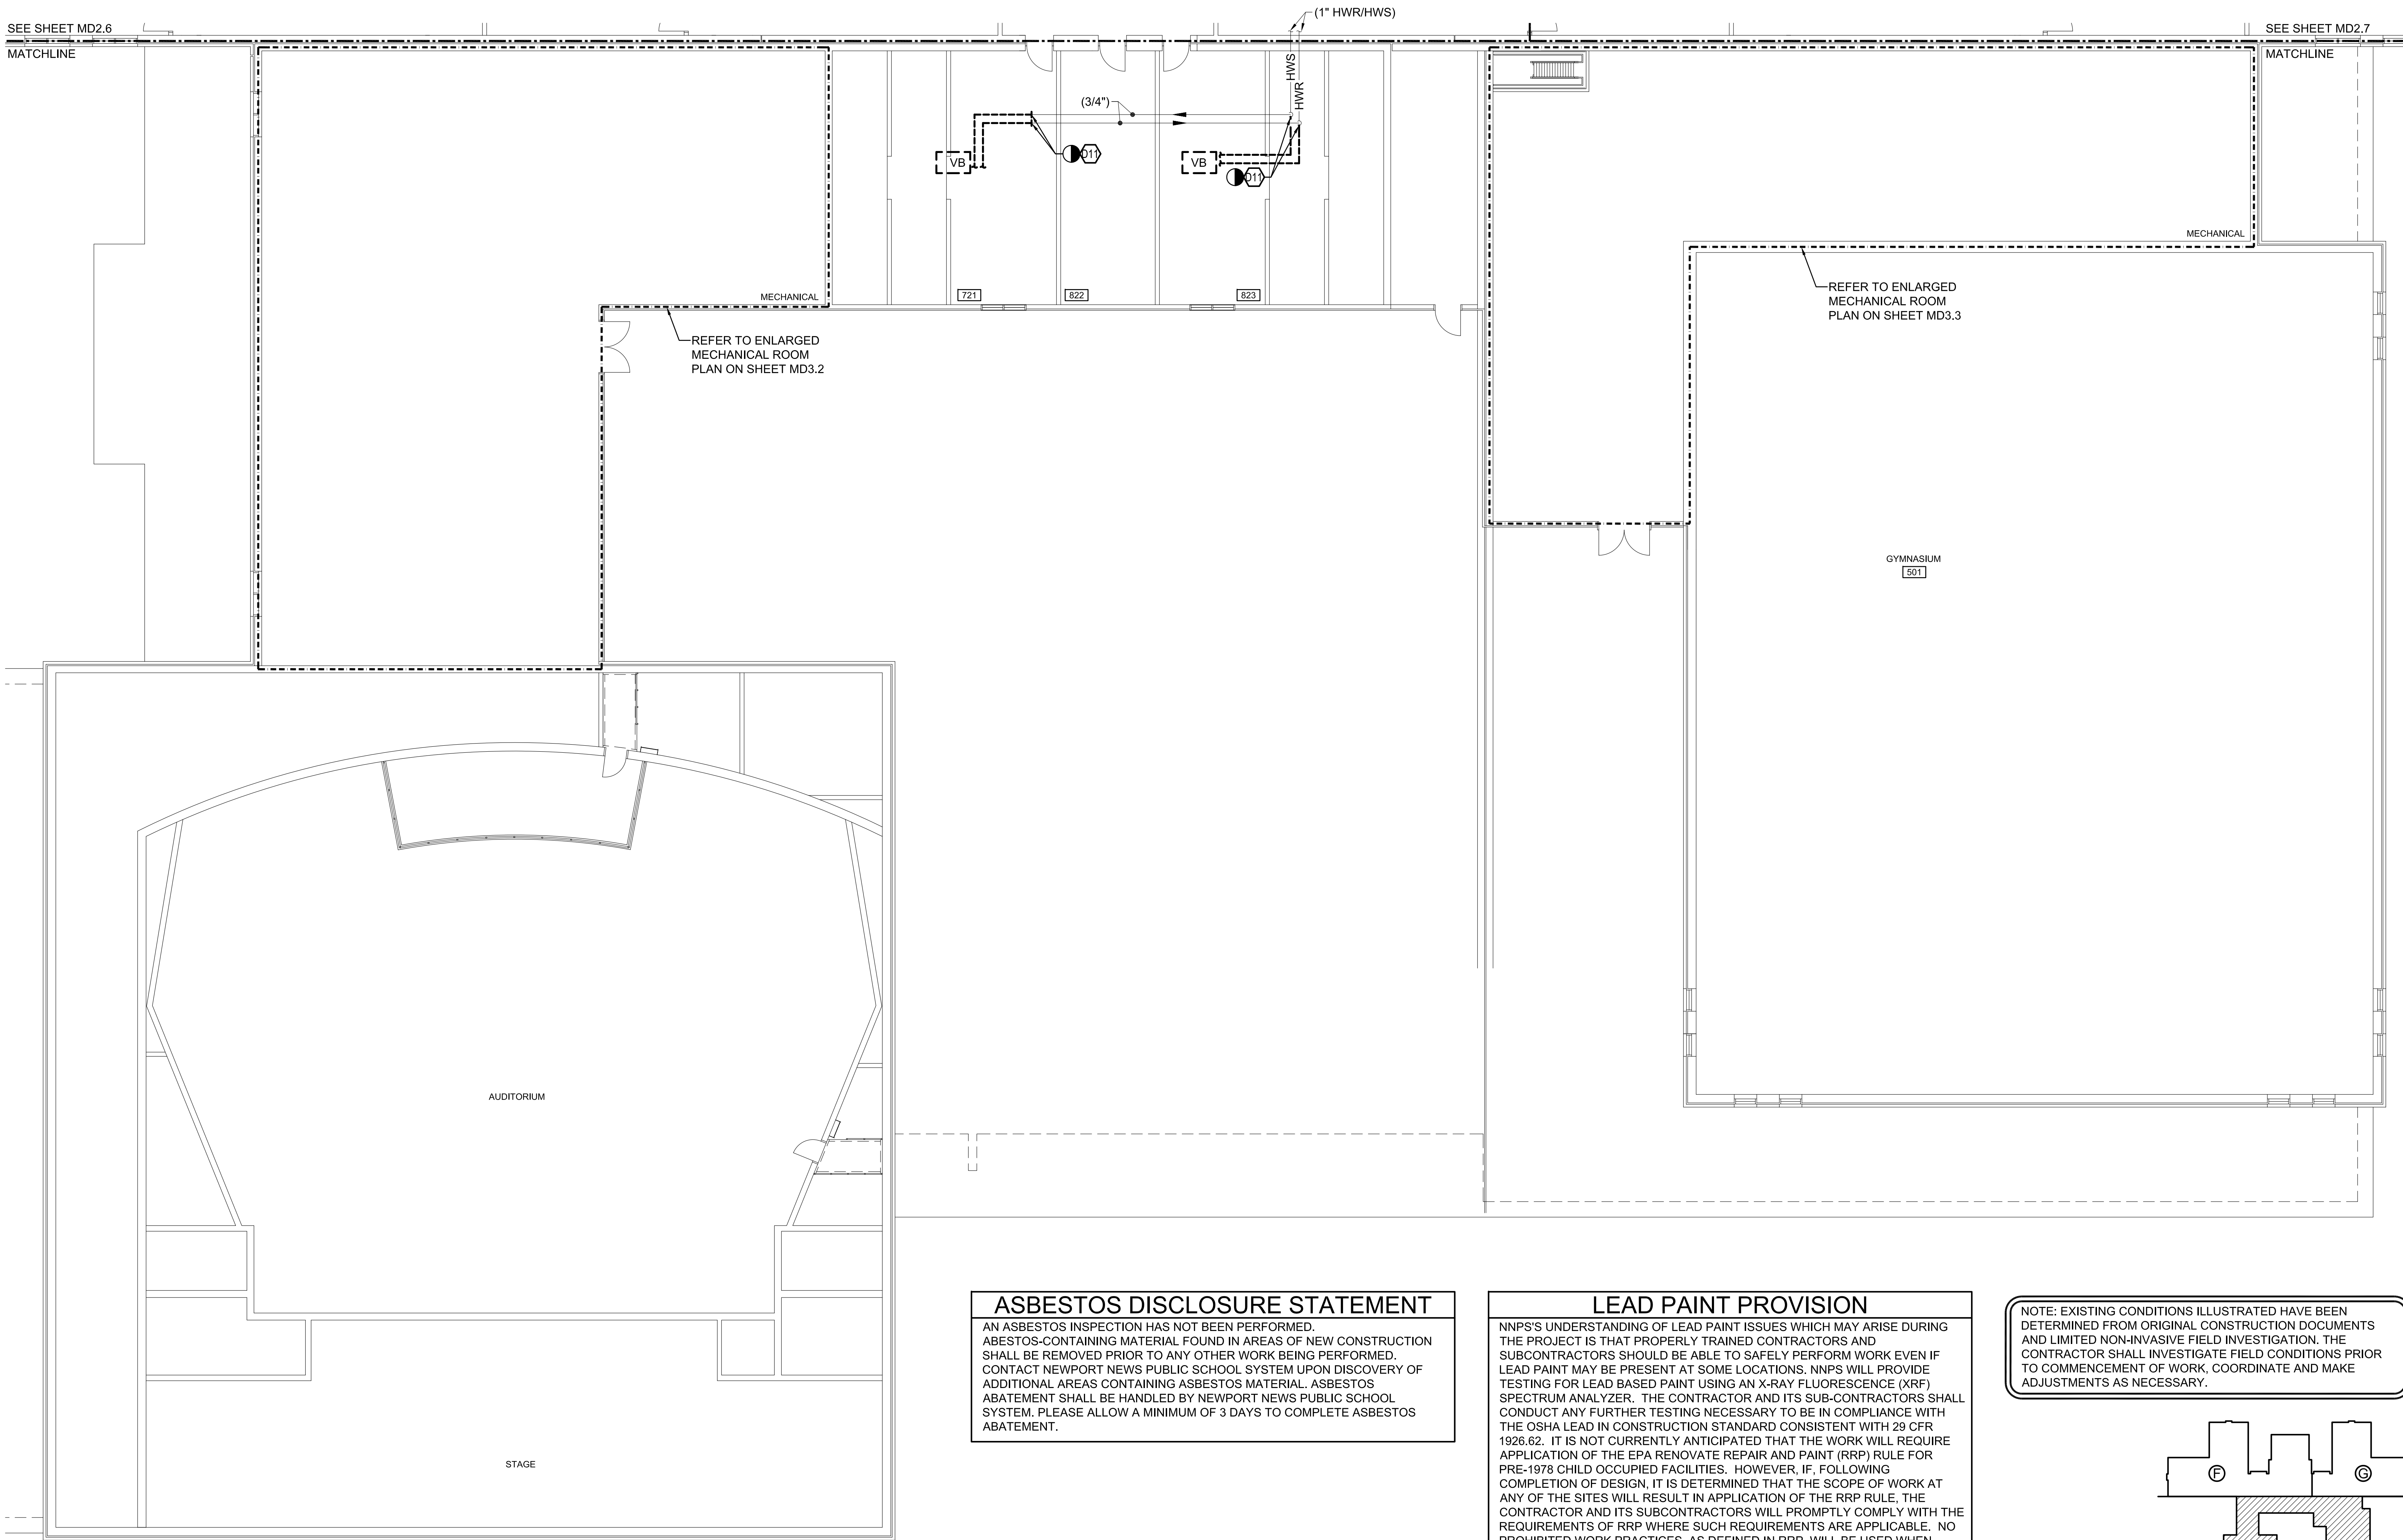 (1" HWR/HWS)
SEE SHEET MD2.6
MATCHLINE
SEE SHEET MD2.7
MATCHLINE
HWS
HWR
(3/4")
VB
D11
VB
D11
MECHANICAL
721
822
823
REFER TO ENLARGED
MECHANICAL ROOM
PLAN ON SHEET MD3.2
MECHANICAL
REFER TO ENLARGED
MECHANICAL ROOM
PLAN ON SHEET MD3.3
GYMNASIUM
501
AUDITORIUM
STAGE
ASBESTOS DISCLOSURE STATEMENT
AN ASBESTOS INSPECTION HAS NOT BEEN PERFORMED.
ABESTOS-CONTAINING MATERIAL FOUND IN AREAS OF NEW CONSTRUCTION
SHALL BE REMOVED PRIOR TO ANY OTHER WORK BEING PERFORMED.
CONTACT NEWPORT NEWS PUBLIC SCHOOL SYSTEM UPON DISCOVERY OF
ADDITIONAL AREAS CONTAINING ASBESTOS MATERIAL. ASBESTOS
ABATEMENT SHALL BE HANDLED BY NEWPORT NEWS PUBLIC SCHOOL
SYSTEM. PLEASE ALLOW A MINIMUM OF 3 DAYS TO COMPLETE ASBESTOS
ABATEMENT.
LEAD PAINT PROVISION
NNPS'S UNDERSTANDING OF LEAD PAINT ISSUES WHICH MAY ARISE DURING
THE PROJECT IS THAT PROPERLY TRAINED CONTRACTORS AND
SUBCONTRACTORS SHOULD BE ABLE TO SAFELY PERFORM WORK EVEN IF
LEAD PAINT MAY BE PRESENT AT SOME LOCATIONS. NNPS WILL PROVIDE
TESTING FOR LEAD BASED PAINT USING AN X-RAY FLUORESCENCE (XRF)
SPECTRUM ANALYZER. THE CONTRACTOR AND ITS SUB-CONTRACTORS SHALL
CONDUCT ANY FURTHER TESTING NECESSARY TO BE IN COMPLIANCE WITH
THE OSHA LEAD IN CONSTRUCTION STANDARD CONSISTENT WITH 29 CFR
1926.62. IT IS NOT CURRENTLY ANTICIPATED THAT THE WORK WILL REQUIRE
APPLICATION OF THE EPA RENOVATE REPAIR AND PAINT (RRP) RULE FOR
PRE-1978 CHILD OCCUPIED FACILITIES. HOWEVER, IF, FOLLOWING
COMPLETION OF DESIGN, IT IS DETERMINED THAT THE SCOPE OF WORK AT
ANY OF THE SITES WILL RESULT IN APPLICATION OF THE RRP RULE, THE
CONTRACTOR AND ITS SUBCONTRACTORS WILL PROMPTLY COMPLY WITH THE
REQUIREMENTS OF RRP WHERE SUCH REQUIREMENTS ARE APPLICABLE. NO
PROHIBITED WORK PRACTICES, AS DEFINED IN RRP, WILL BE USED WHEN
NOTE: EXISTING CONDITIONS ILLUSTRATED HAVE BEEN
DETERMINED FROM ORIGINAL CONSTRUCTION DOCUMENTS
AND LIMITED NON-INVASIVE FIELD INVESTIGATION. THE
CONTRACTOR SHALL INVESTIGATE FIELD CONDITIONS PRIOR
TO COMMENCEMENT OF WORK, COORDINATE AND MAKE
ADJUSTMENTS AS NECESSARY.
F
G